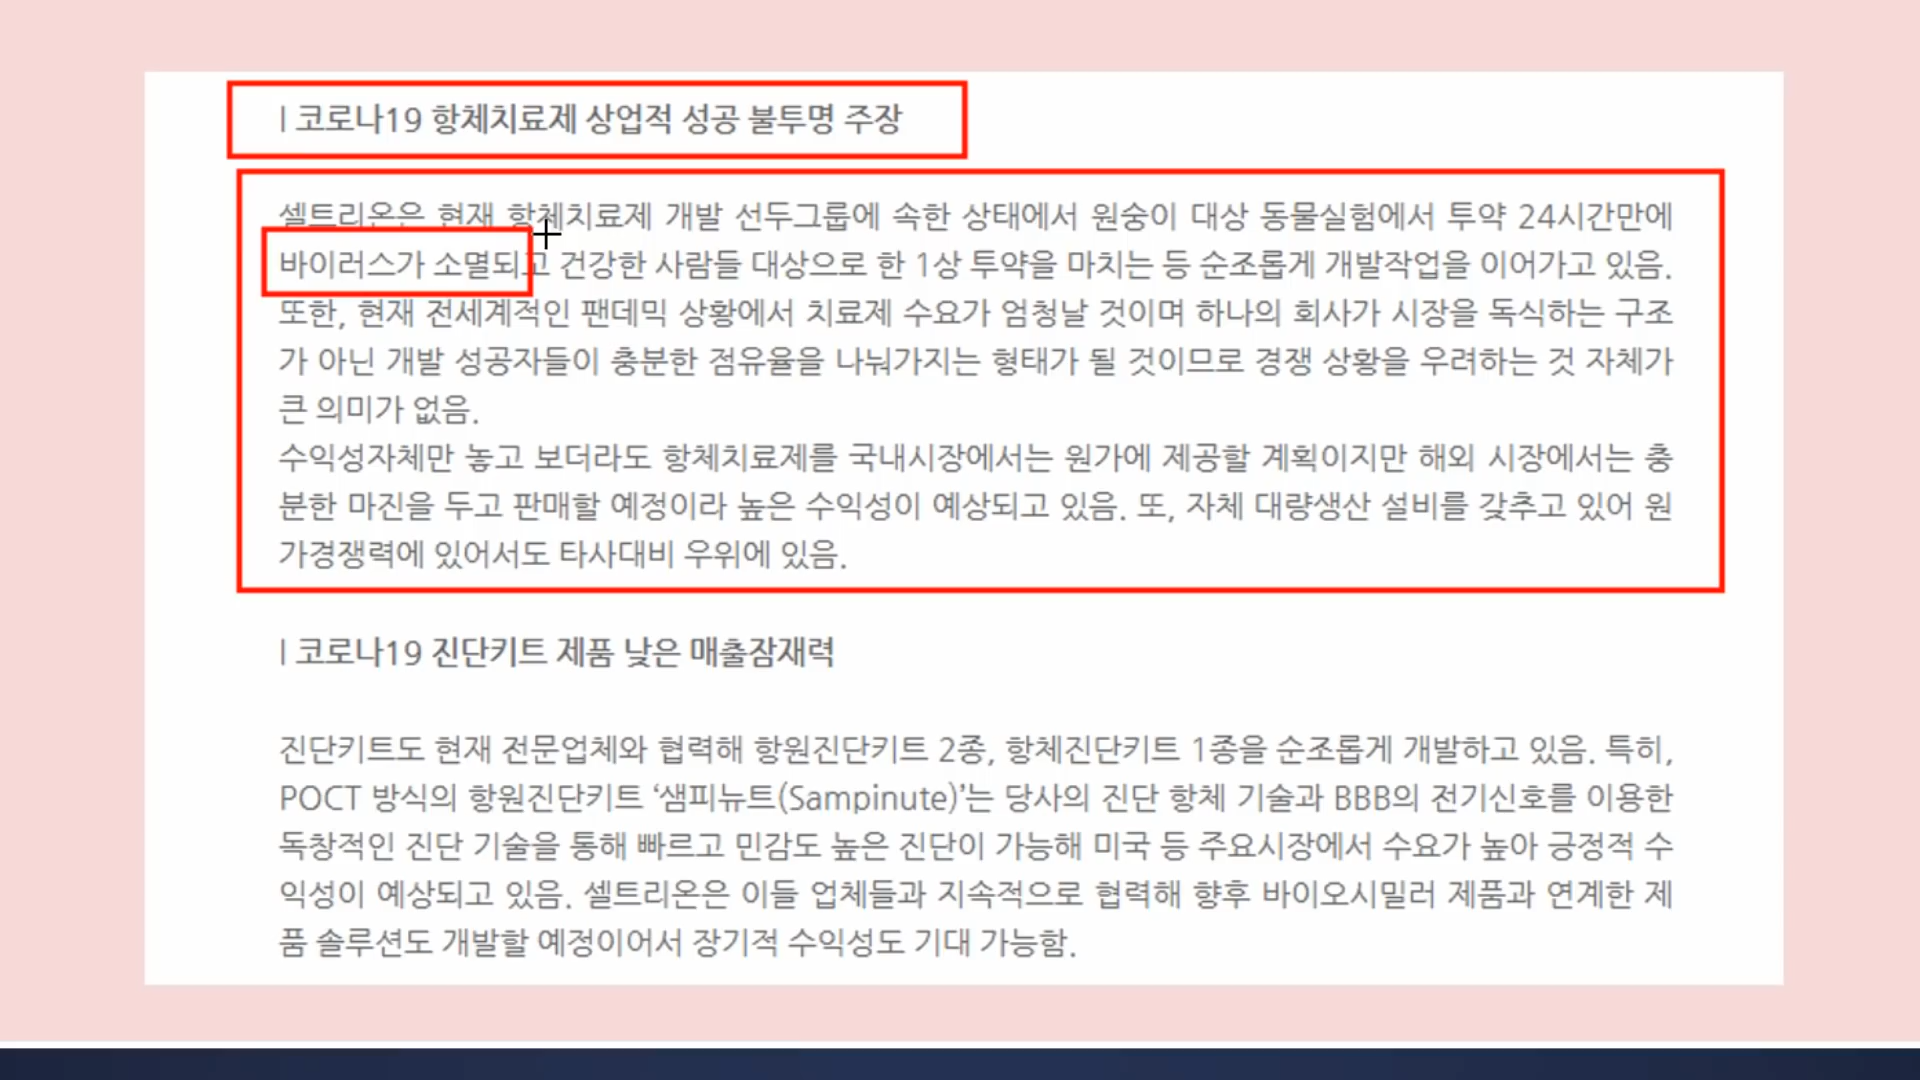 | 코로나19 항체치료제 상업적 성공 불투명 주장
셀트리온은 현재 항체치료제 개발 선두그룹에 속한 상태에서 원숭이 대상 동물실험에서 투약 24시간만에
바이러스가 소멸되고 건강한 사람들 대상으로 한 1상 투약을 마치는 등 순조롭게 개발작업을 이어가고 있음.
또한, 현재 전세계적인 팬데믹 상황에서 치료제 수요가 엄청날 것이며 하나의 회사가 시장을 독식하는 구조
가 아닌 개발 성공자들이 충분한 점유율을 나눠가지는 형태가 될 것이므로 경쟁 상황을 우려하는 것 자체가
큰 의미가 없음.
수익성자체만 놓고 보더라도 항체치료제를 국내시장에서는 원가에 제공할 계획이지만 해외 시장에서는 충
분한 마진을 두고 판매할 예정이라 높은 수익성이 예상되고 있음. 또, 자체 대량생산 설비를 갖추고 있어 원
가경쟁력에 있어서도 타사대비 우위에 있음.
| 코로나19 진단키트 제품 낮은 매출잠재력
진단키트도 현재 전문업체와 협력해 항원진단키트 2종, 항체진단키트 1종을 순조롭게 개발하고 있음. 특히,
POCT 방식의 항원진단키트 ‘샘피뉴트(Sampinute)’는 당사의 진단 항체 기술과 BBB의 전기신호를 이용한
독창적인 진단 기술을 통해 빠르고 민감도 높은 진단이 가능해 미국 등 주요시장에서 수요가 높아 긍정적 수
익성이 예상되고 있음. 셀트리온은 이들 업체들과 지속적으로 협력해 향후 바이오시밀러 제품과 연계한 제
품 솔루션도 개발할 예정이어서 장기적 수익성도 기대 가능함.